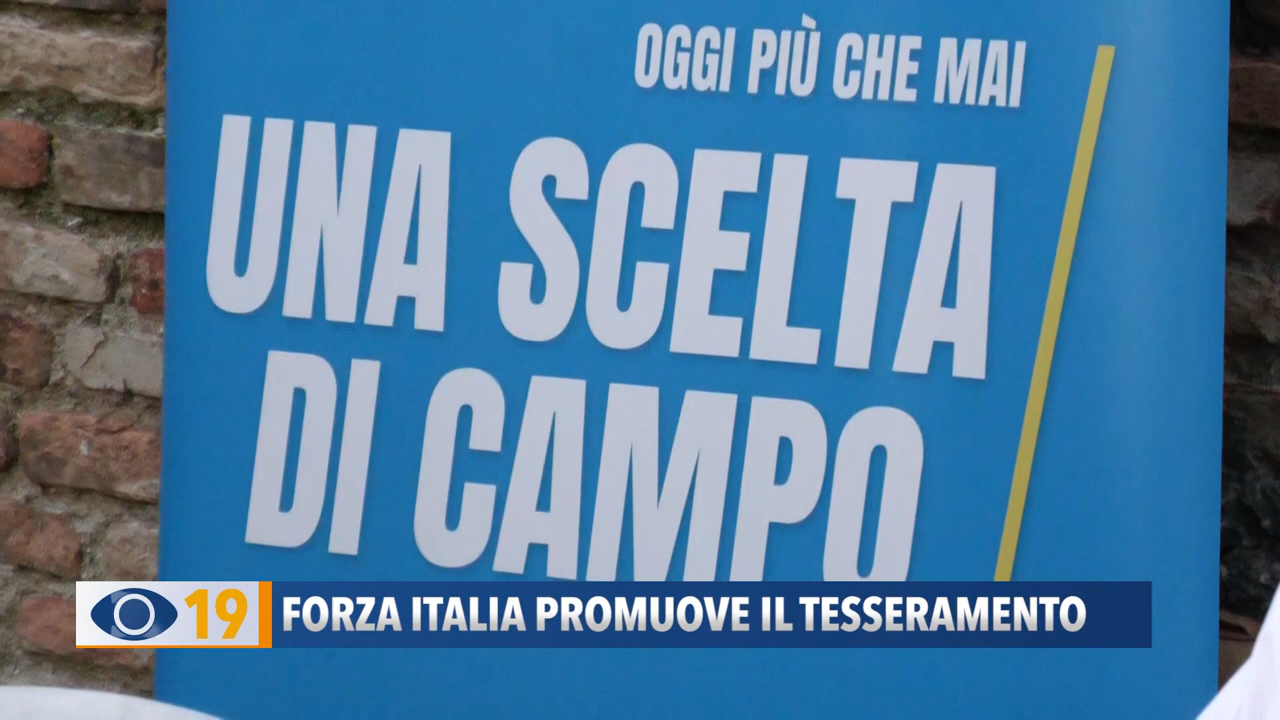 OGGI PIÙ CHE MAI
UNA SCELTA
DI CAMPO
19 FORZA ITALIA PROMUOVE IL TESSERAMENTO